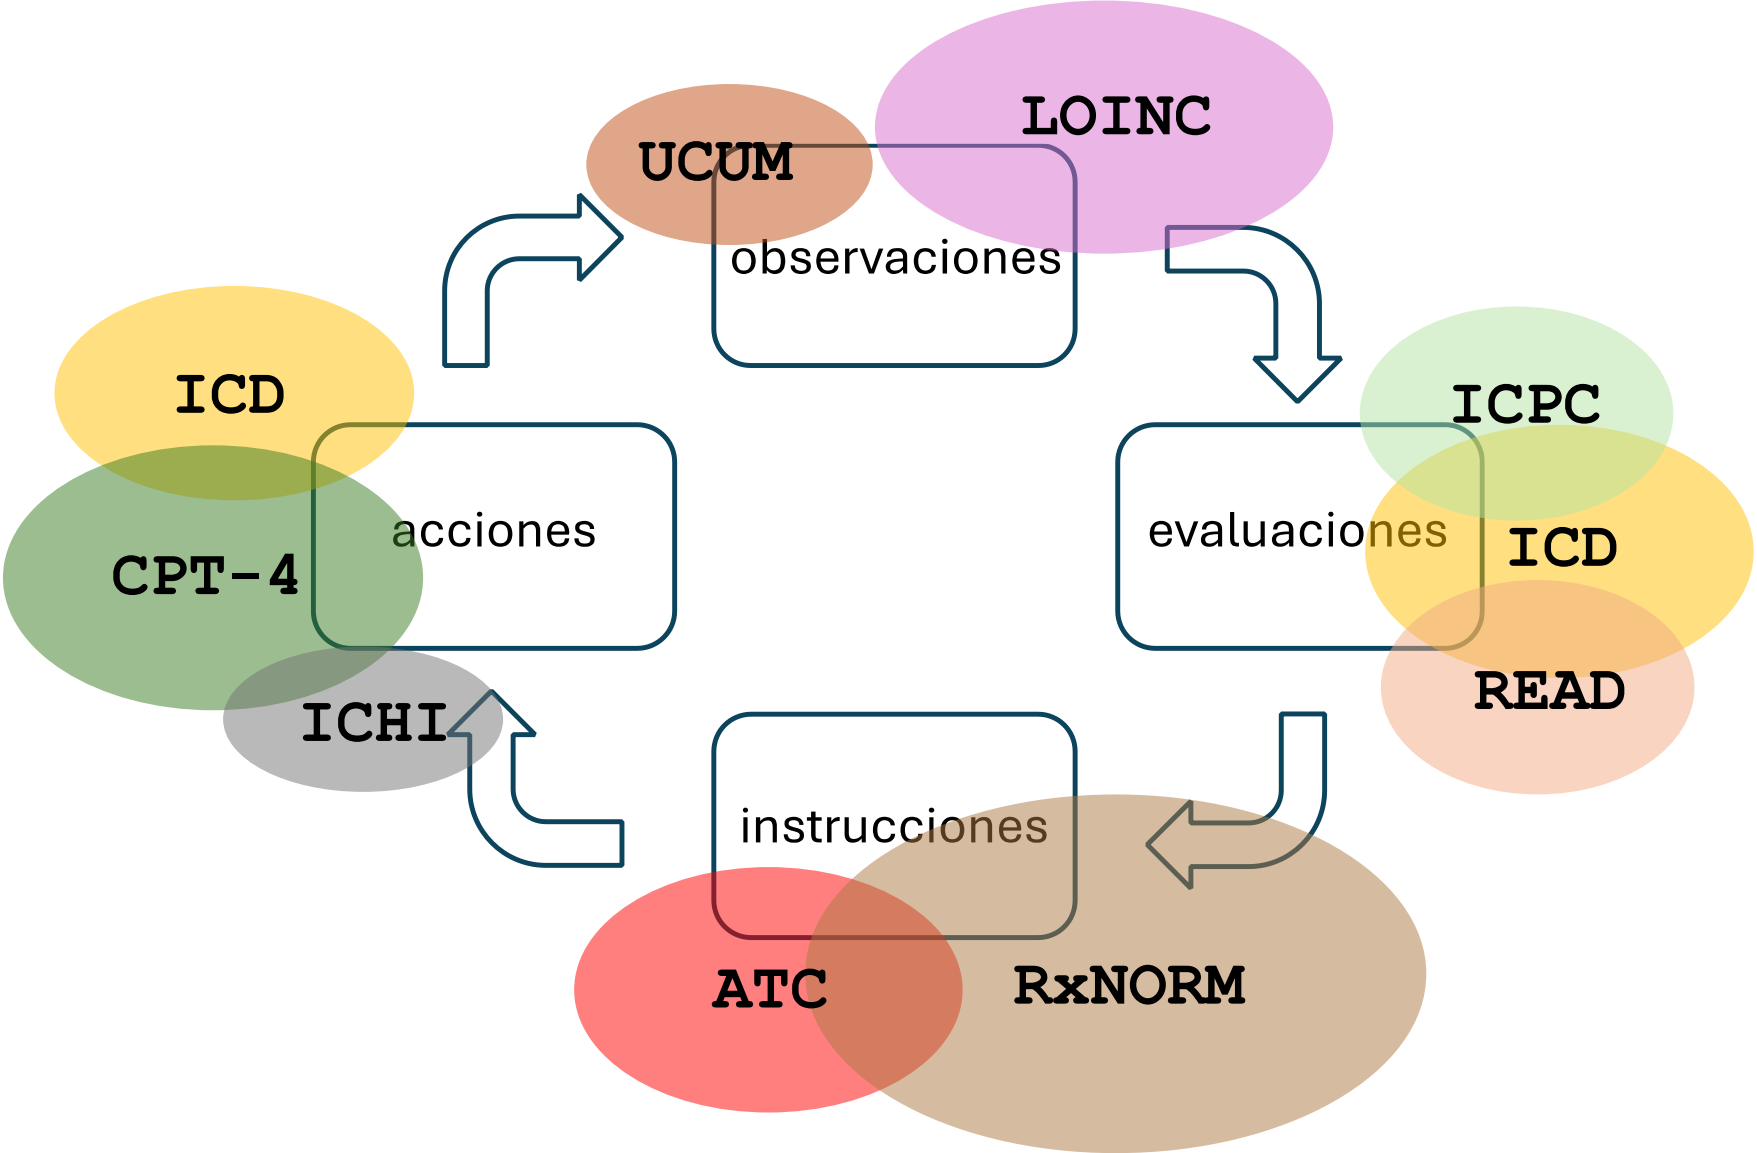 LOINC
UCUM
observaciones
ICD
ICPC
acciones
evaluaciones
ICD
CPT-4
READ
ICHI
instrucciones
ATC
RxNORM